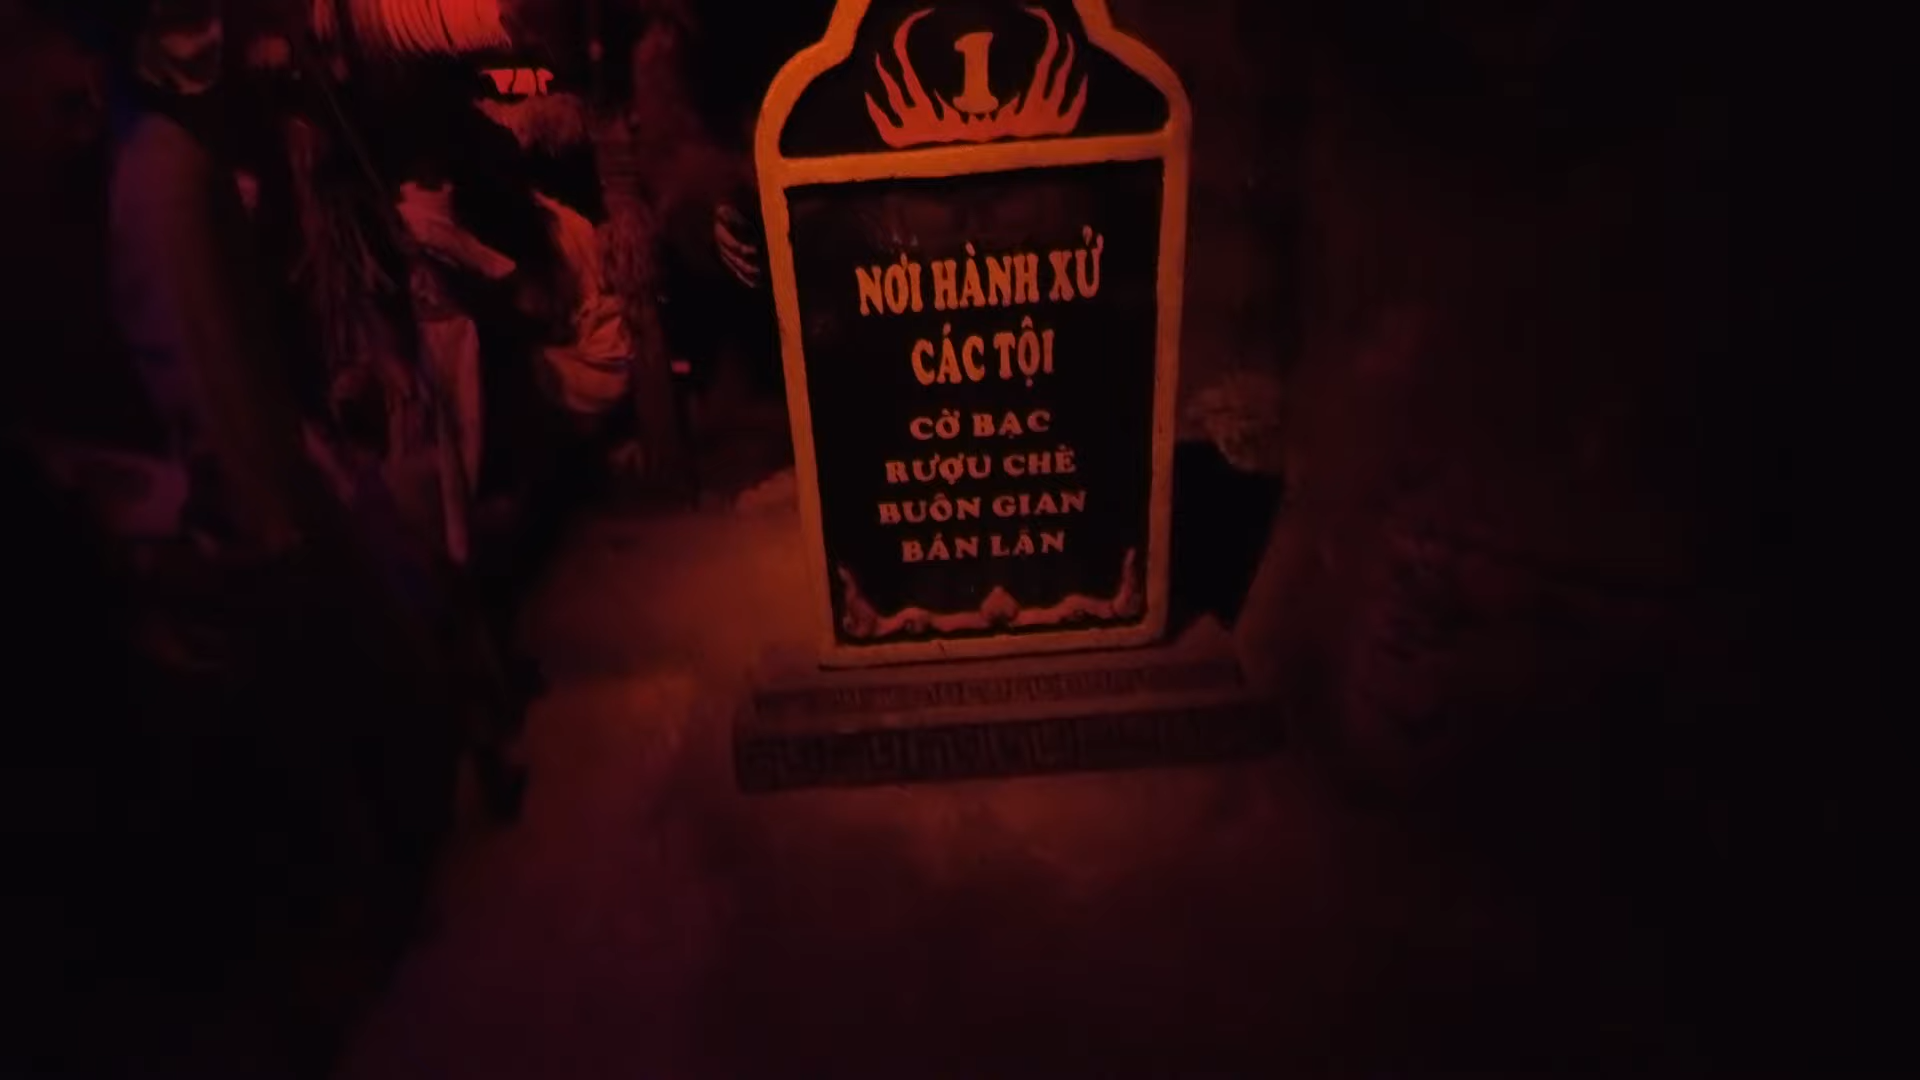 1
NƠI HÀNH XỬ
CÁC TỘI
CỜ BẠC
RƯỢU CHÈ
BUÔN GIAN
BÁN LẬN